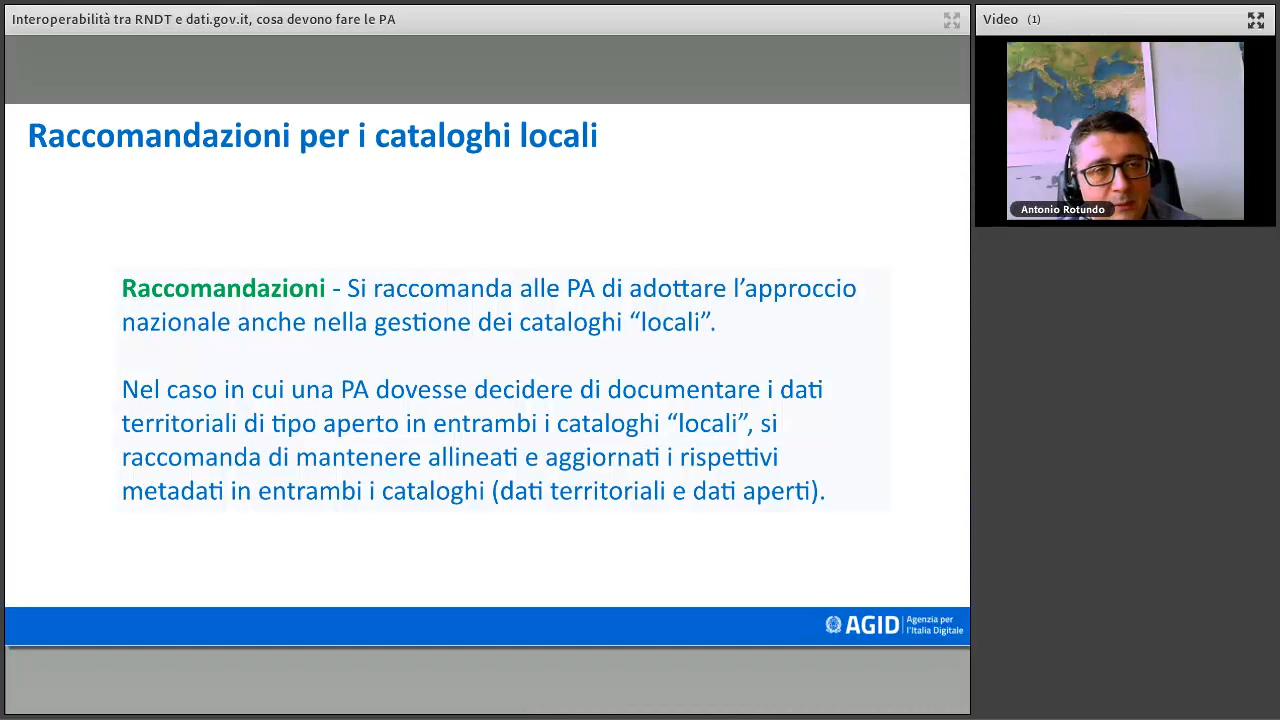 Interoperabilità tra RNDT e dati.gov.it, cosa devono fare le PA
Video (1)
Raccomandazioni per i cataloghi locali
Raccomandazioni - Si raccomanda alle PA di adottare l’approccio
nazionale anche nella gestione dei cataloghi “locali”.
Nel caso in cui una PA dovesse decidere di documentare i dati
territoriali di tipo aperto in entrambi i cataloghi “locali”, si
raccomanda di mantenere allineati e aggiornati i rispettivi
metadati in entrambi i cataloghi (dati territoriali e dati aperti).
Antonio Rotundo
AGID
Agenzia per
l’Italia Digitale